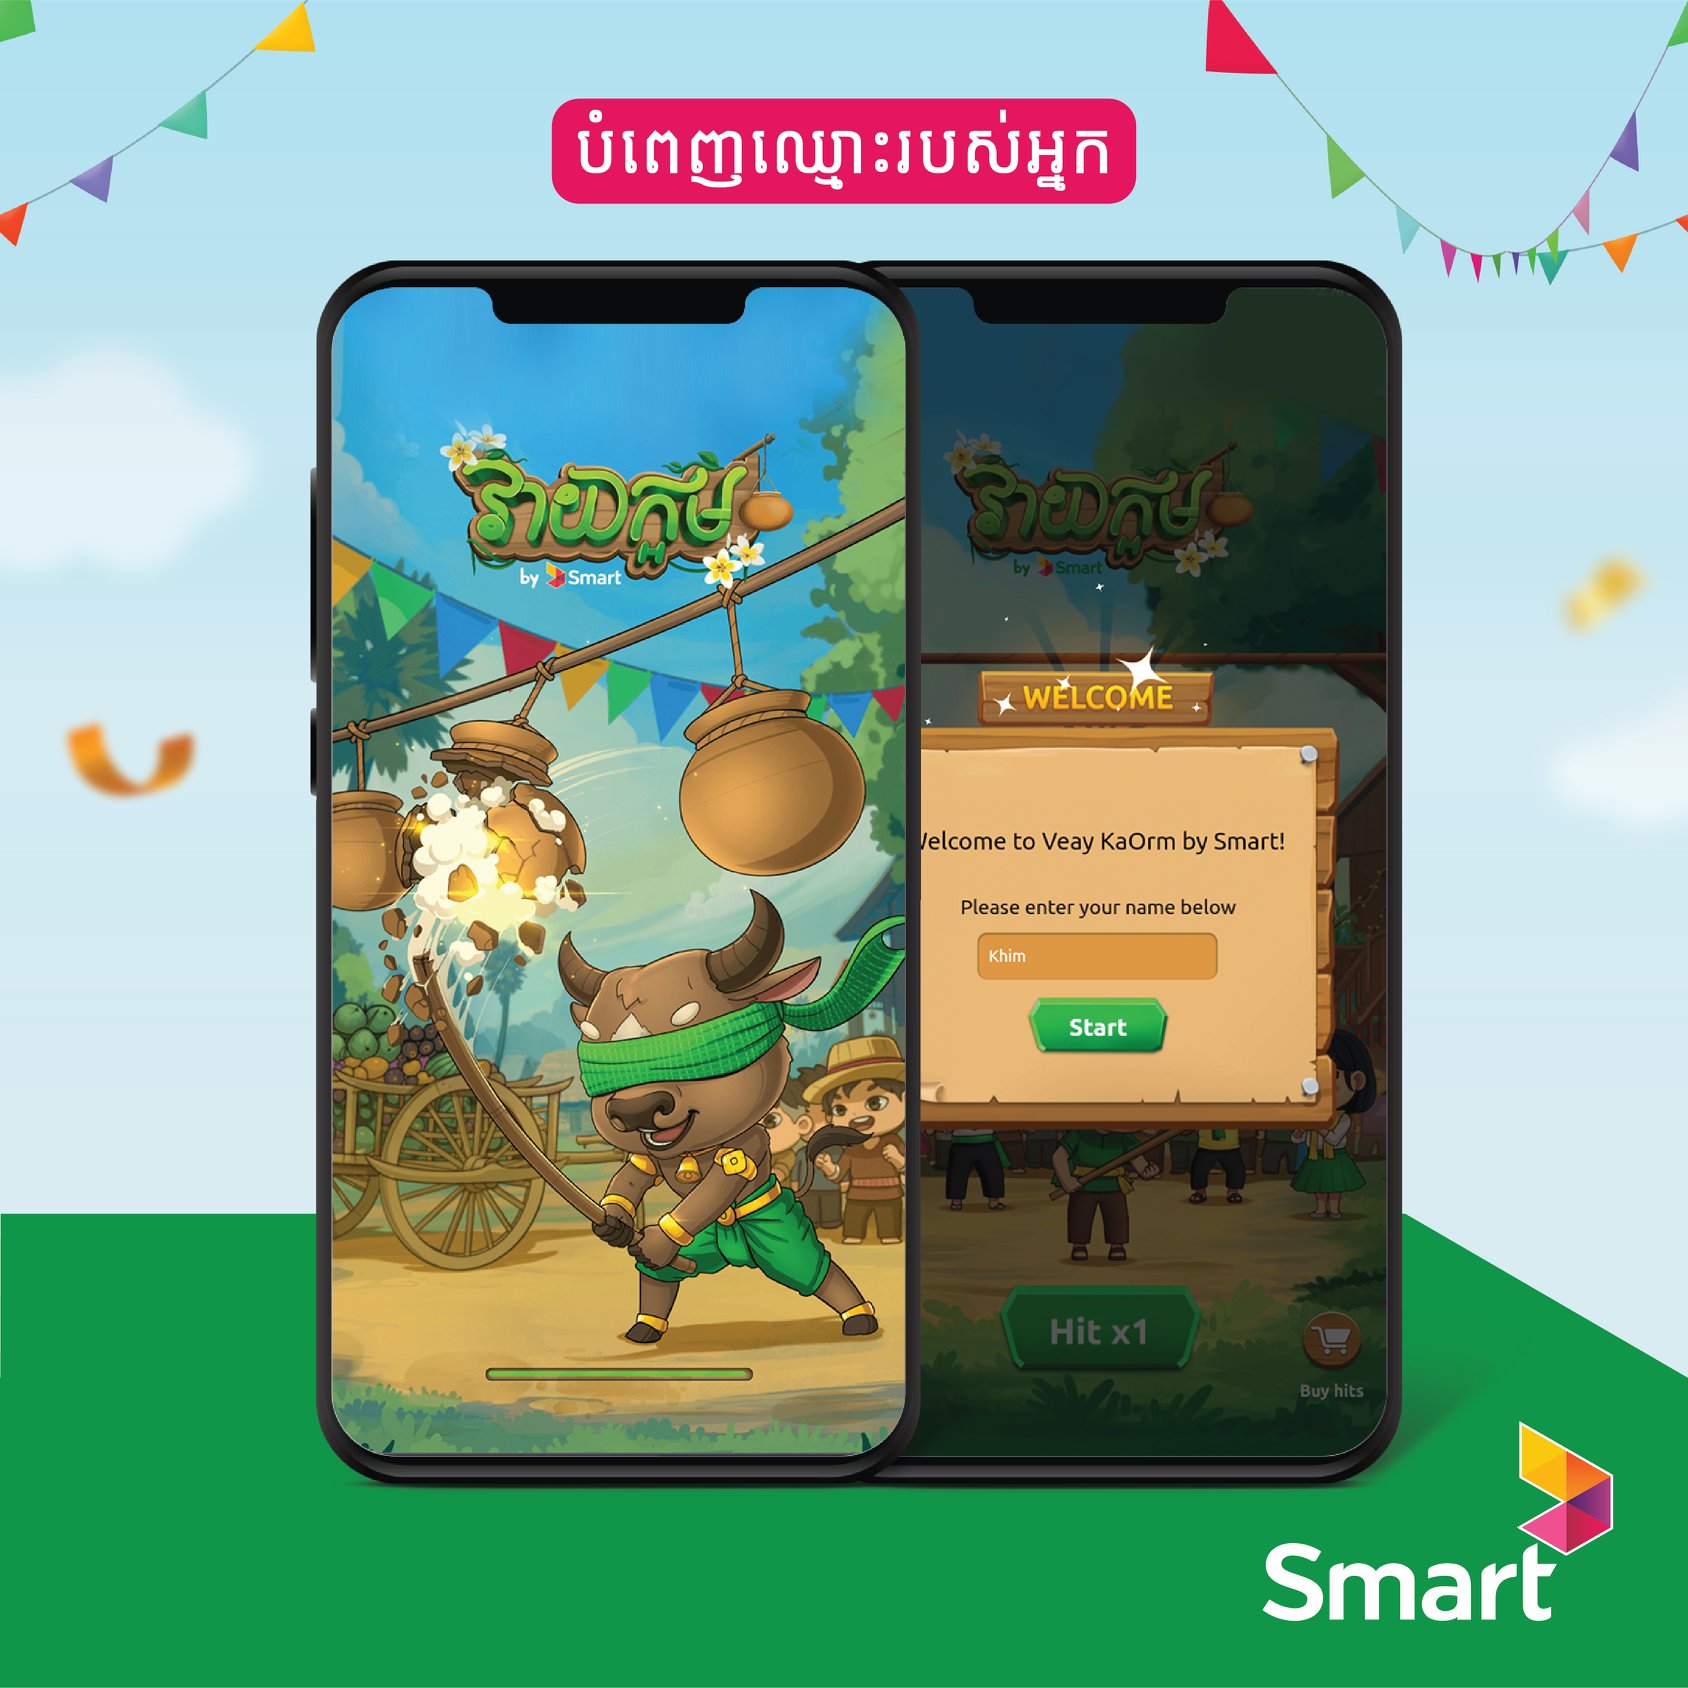 បំពេញឈ្មោះរបស់អ្នក
វាយក្អម
by Smart
វាយក្អម
by Smart
WELCOME
elcome to Veay KaOrm by Smart!
Please enter your name below
Khim
Start
Hit x1
Buy hits
Smart